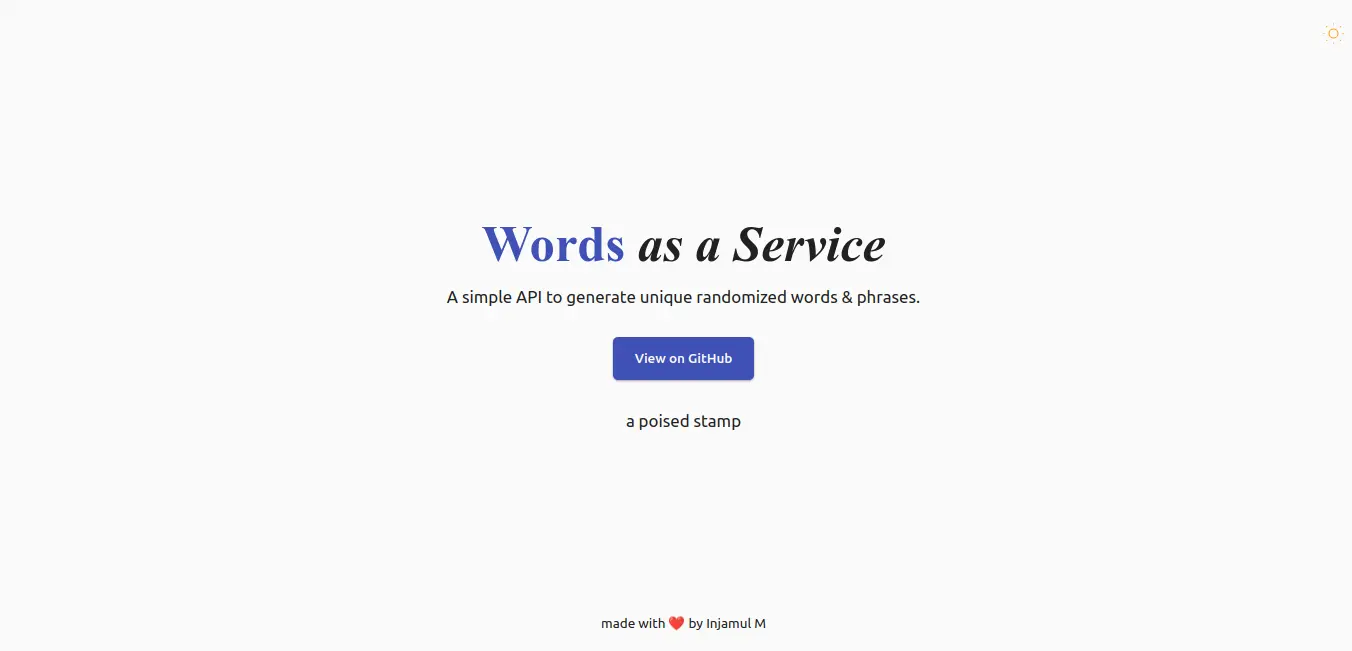 Words as a Service
A simple API to generate unique randomized words & phrases.
View on GitHub
a poised stamp
made with ❤️ by Injamul M